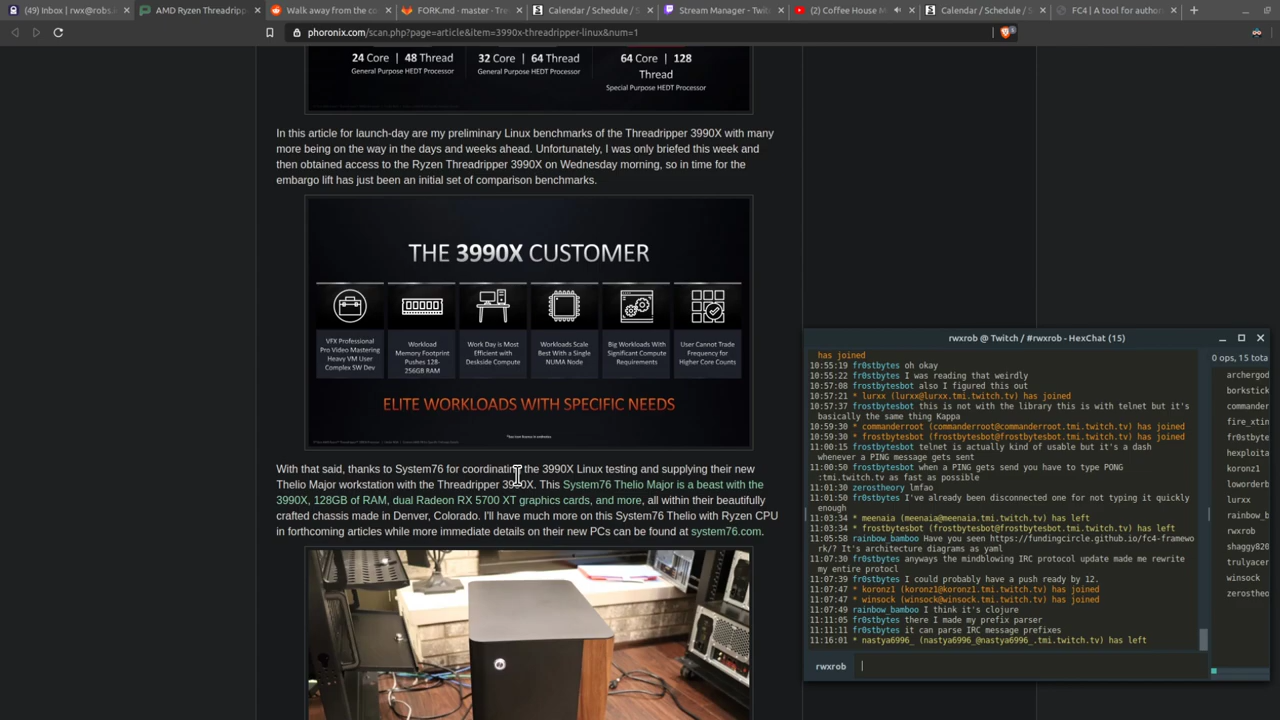 (49) Inbox | rwx@robs.i
AMD Ryzen Threadripp
Walk away from the co
FORK.md - master - Tre
Calendar / Schedule / S
Stream Manager - Twit
(2) Coffee House M
Calendar / Schedule / S
FC4 | A tool for author
phoronix.com/scan.php?page=article&item=3990x-threadripper-linux&num=1
24 Core | 48 Thread
General Purpose HEDT Processor
32 Core | 64 Thread
General Purpose HEDT Processor
64 Core | 128
Thread
Special Purpose HEDT Processor
In this article for launch-day are my preliminary Linux benchmarks of the Threadripper 3990X with many
more being on the way in the days and weeks ahead. Unfortunately, I was only briefed this week and
then obtained access to the Ryzen Threadripper 3990X on Wednesday morning, so in time for the
embargo lift has just been an initial set of comparison benchmarks.
THE 3990X CUSTOMER
VFX Professional
Pro Video Mastering
Heavy VM User
Complex SW Dev
Workload
Memory Footprint
Pushes 128-
256GB RAM
Work Day is Most
Efficient with
Deskside Compute
Workloads Scale
Best With a Single
NUMA Node
Big Workloads With
Significant Compute
Requirements
User Cannot Trade
Frequency for
Higher Core Counts
ELITE WORKLOADS WITH SPECIFIC NEEDS
With that said, thanks to System76 for coordinating the 3990X Linux testing and supplying their new
Thelio Major workstation with the Threadripper 3990X. This System76 Thelio Major is a beast with the
3990X, 128GB of RAM, dual Radeon RX 5700 XT graphics cards, and more, all within their beautifully
crafted chassis made in Denver, Colorado. I'll have much more on this System76 Thelio with Ryzen CPU
in forthcoming articles while more immediate details on their new PCs can be found at system76.com.
rwxrob @ Twitch / #rwxrob - HexChat (15)
0 ops, 15 tota
has joined
10:55:19 fr0stbytes oh okay
10:55:22 fr0stbytes I was reading that weirdly
10:57:08 frostbytesbot also I figured this out
10:57:21 * lurxx (lurxx@lurxx.tmi.twitch.tv) has joined
10:57:37 frostbytesbot this is not with the library this is with telnet but it's
basically the same thing Kappa
10:59:30 * commanderroot (commanderroot@commanderroot.tmi.twitch.tv) has joined
10:59:30 * frostbytesbot (frostbytesbot@frostbytesbot.tmi.twitch.tv) has joined
11:00:15 frostbytesbot telnet is actually kind of usable but it's a dash
whenever a PING message gets sent
11:00:50 frostbytesbot when a PING gets send you have to type PONG
:tmi.twitch.tv as fast as possible
11:01:30 zerostheory lmfao
11:01:50 frostbytesbot I've already been disconnected one for not typing it quickly
enough
11:03:34 * meenaia (meenaia@meenaia.tmi.twitch.tv) has left
11:03:34 * frostbytesbot (frostbytesbot@frostbytesbot.tmi.twitch.tv) has left
11:05:58 rainbow_bamboo Have you seen https://fundingcircle.github.io/fc4-framewo
rk/? It's architecture diagrams as yaml
11:07:30 fr0stbytes anyways the mindblowing IRC protocol update made me rewrite
my entire protocl
11:07:39 fr0stbytes I could probably have a push ready by 12.
11:07:47 * koronz1 (koronz1@koronz1.tmi.twitch.tv) has joined
11:07:47 * winsock (winsock@winsock.tmi.twitch.tv) has joined
11:07:49 rainbow_bamboo I think it's clojure
11:11:05 fr0stbytes there I made my prefix parser
11:11:11 fr0stbytes it can parse IRC message prefixes
11:16:01 * nastya6996_ (nastya6996_@nastya6996_.tmi.twitch.tv) has left
archergod
borkstick
commander
fire_xtin
fr0stbyte
hexploita
koronz1
loworderb
lurxx
rainbow_b
rwxrob
shaggy820
trulyacer
winsock
zerostheo
rwxrob